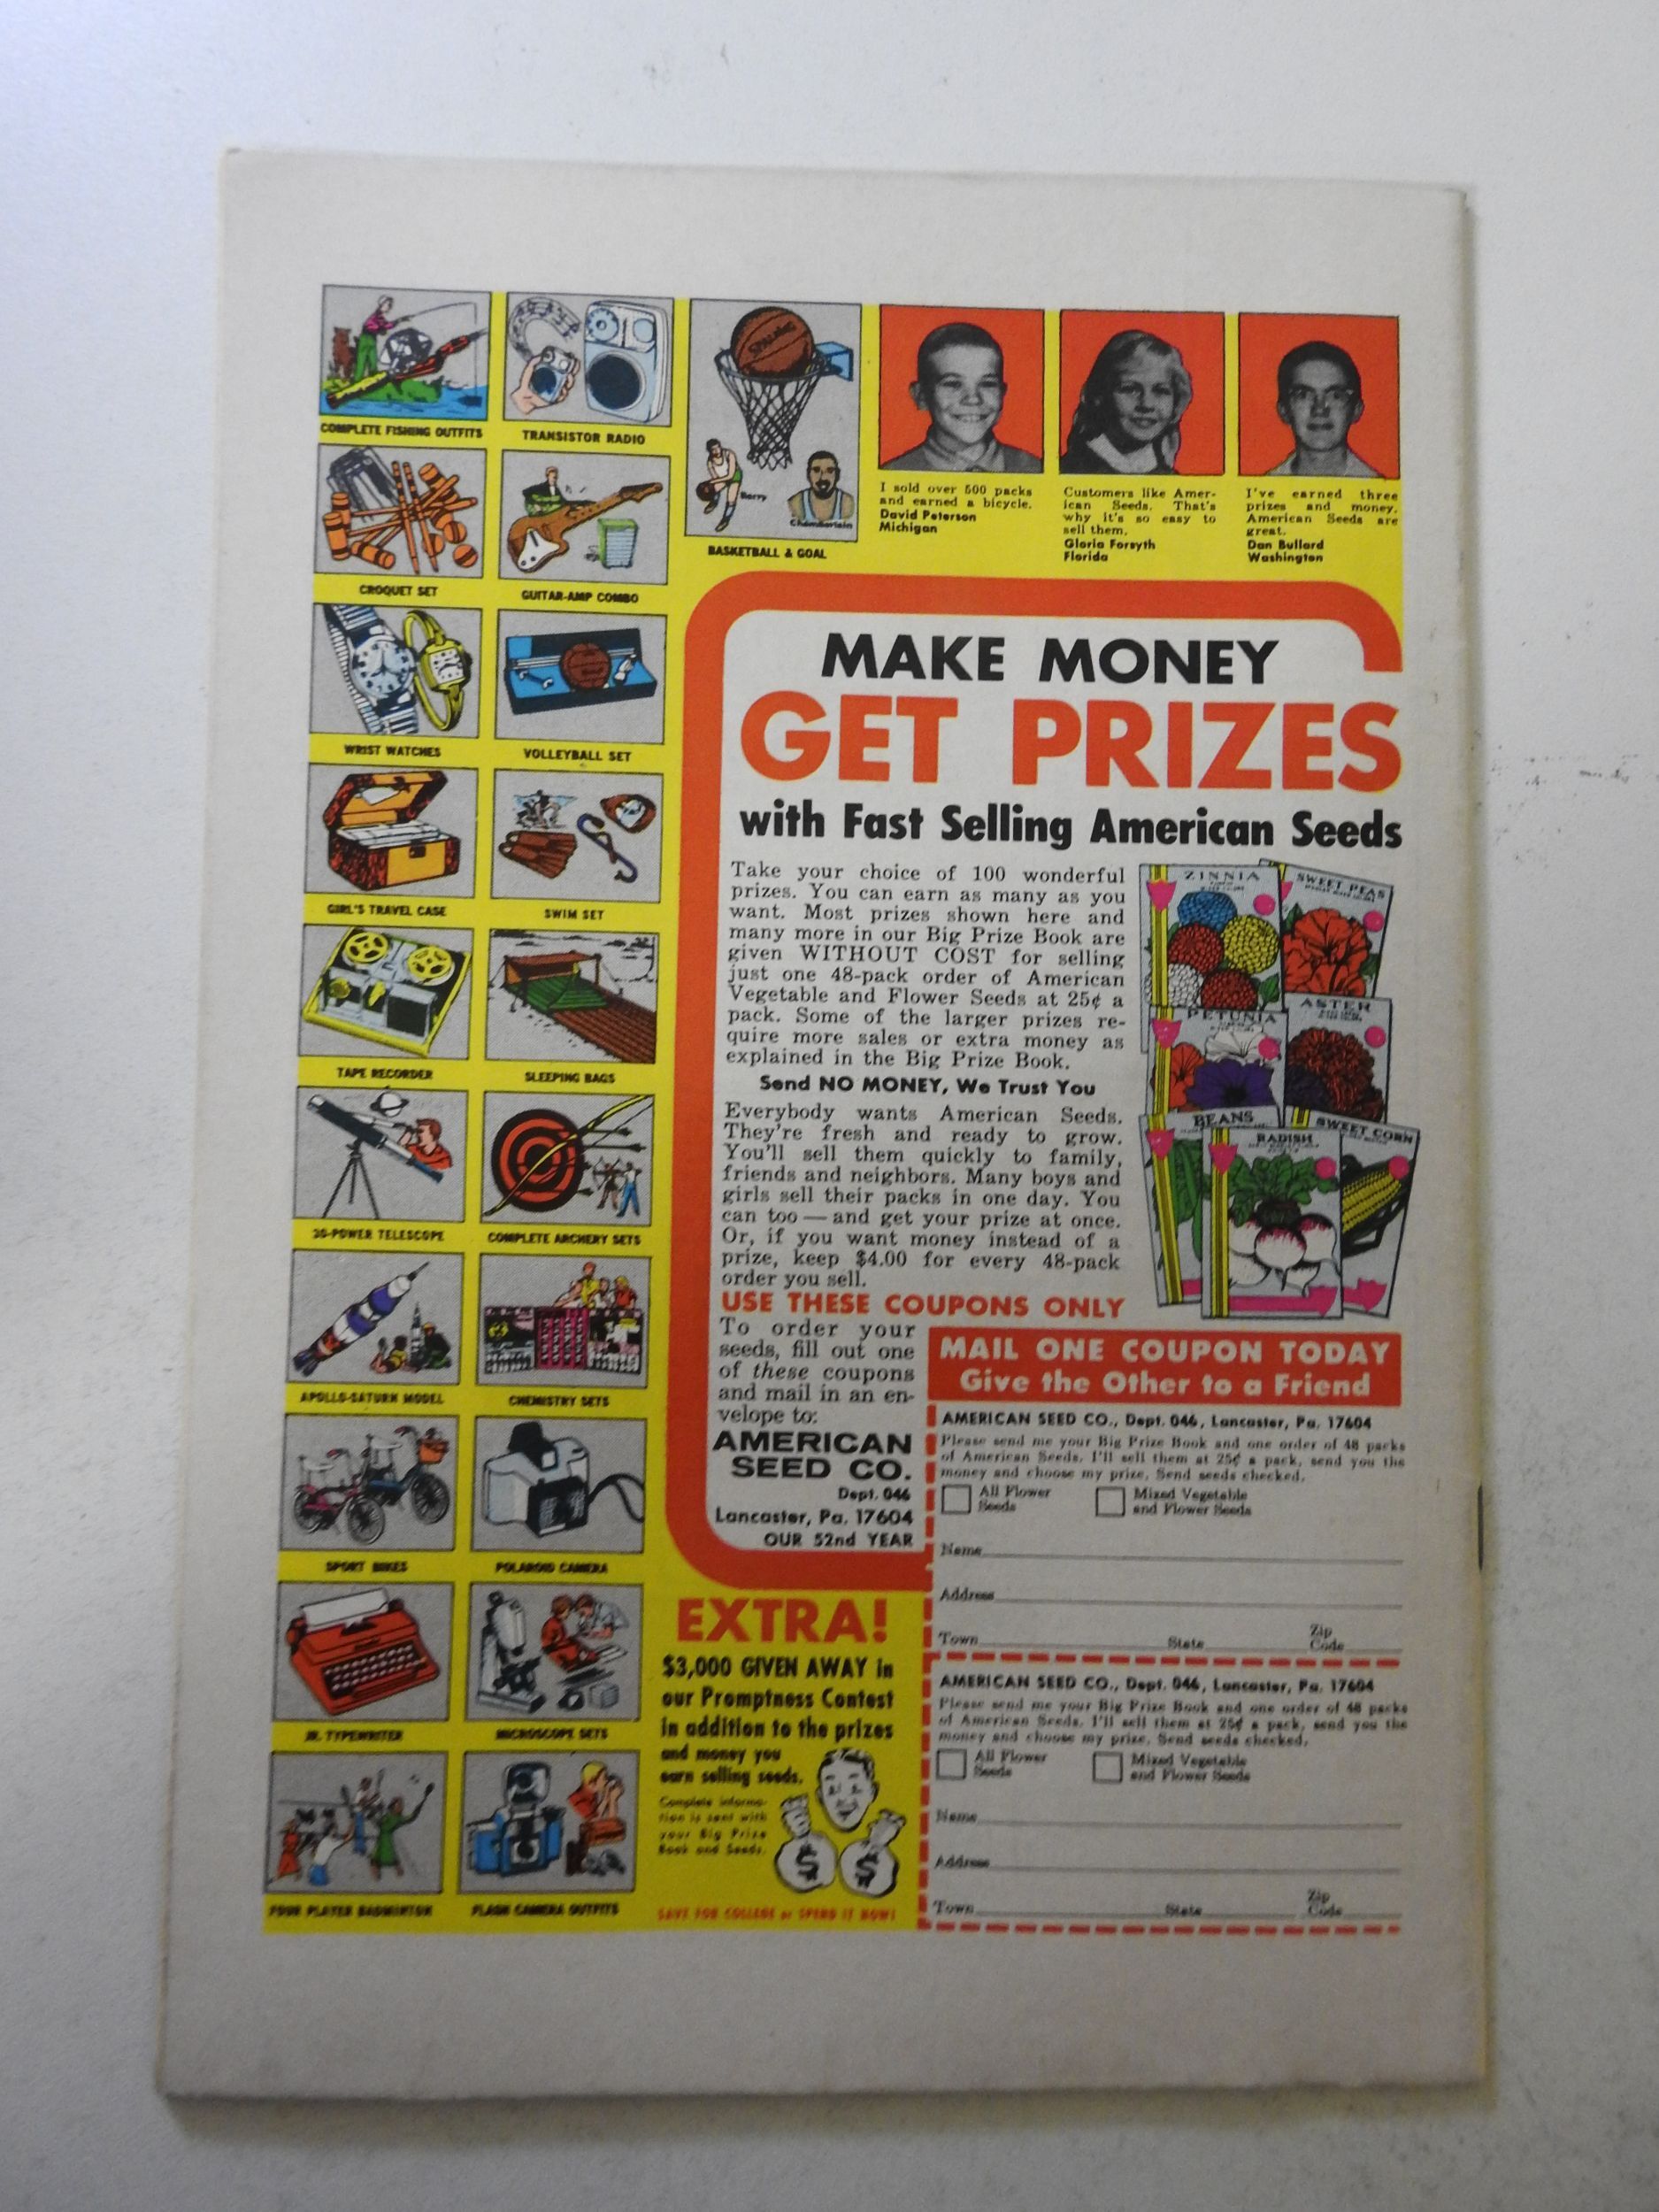 COMPLETE FISHING OUTFITS
TRANSISTOR RADIO
CROQUET SET
GUITAR-AMP COMBO
WRIST WATCHES
VOLLEYBALL SET
GIRL'S TRAVEL CASE
SWIM SET
TAPE RECORDER
SLEEPING BAGS
30-POWER TELESCOPE
COMPLETE ARCHERY SETS
APOLLO-SATURN MODEL
CHEMISTRY SETS
SPORT BIKES
POLAROID CAMERA
JR. TYPEWRITER
MICROSCOPE SETS
FOUR PLAYER BADMINTON
FLASH CAMERA OUTFITS
SPALDING
Barry
Chamberlain
BASKETBALL & GOAL
I sold over 500 packs
and earned a bicycle.
David Peterson
Michigan
Customers like Amer-
ican Seeds. That's
why it's so easy to
sell them.
Gloria Forsyth
Florida
I've earned three
prizes and money.
American Seeds are
great.
Dan Bullard
Washington
MAKE MONEY
GET PRIZES
with Fast Selling American Seeds
Take your choice of 100 wonderful
prizes. You can earn as many as you
want. Most prizes shown here and
many more in our Big Prize Book are
given WITHOUT COST for selling
just one 48-pack order of American
Vegetable and Flower Seeds at 25¢ a
pack. Some of the larger prizes re-
quire more sales or extra money as
explained in the Big Prize Book.
Send NO MONEY, We Trust You
Everybody wants American Seeds.
They're fresh and ready to grow.
You'll sell them quickly to family,
friends and neighbors. Many boys and
girls sell their packs in one day. You
can too — and get your prize at once.
Or, if you want money instead of a
prize, keep $4.00 for every 48-pack
order you sell.
ZINNIA
SWEET PEAS
PETUNIA
ASTER
BEANS
RADISH
SWEET CORN
USE THESE COUPONS ONLY
To order your
seeds, fill out one
of these coupons
and mail in an en-
velope to:
AMERICAN
SEED CO.
Dept. 046
Lancaster, Pa. 17604
OUR 52nd YEAR
MAIL ONE COUPON TODAY
Give the Other to a Friend
AMERICAN SEED CO., Dept. 046, Lancaster, Pa. 17604
Please send me your Big Prize Book and one order of 48 packs
of American Seeds. I'll sell them at 25¢ a pack, send you the
money and choose my prize. Send seeds checked.
All Flower
Seeds
Mixed Vegetable
and Flower Seeds
Name
Address
Town State Zip
Code
AMERICAN SEED CO., Dept. 046, Lancaster, Pa. 17604
Please send me your Big Prize Book and one order of 48 packs
of American Seeds. I'll sell them at 25¢ a pack, send you the
money and choose my prize. Send seeds checked.
All Flower
Seeds
Mixed Vegetable
and Flower Seeds
Name
Address
Town State Zip
Code
EXTRA!
$3,000 GIVEN AWAY in
our Promptness Contest
in addition to the prizes
and money you
earn selling seeds.
Complete informa-
tion is sent with
your Big Prize
Book and Seeds.
$ $
SAVE FOR COLLEGE or SPEND IT NOW!